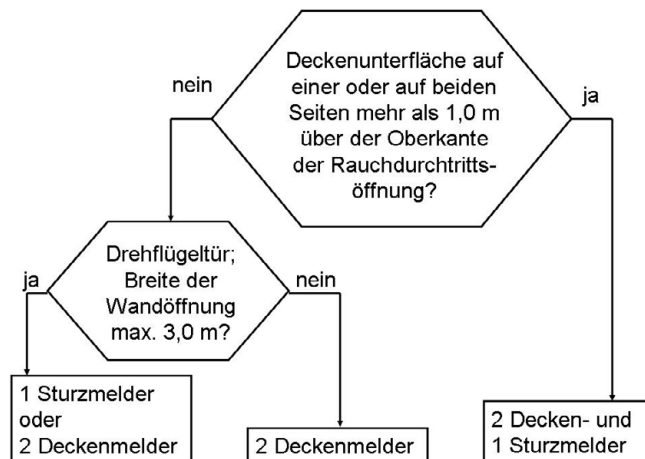 Deckenunterfläche auf
einer oder auf beiden
Seiten mehr als 1,0 m
über der Oberkante
der Rauchdurchtritts-
öffnung?
nein
ja
Drehflügeltür;
Breite der
Wandöffnung
max. 3,0 m?
ja
nein
1 Sturzmelder
oder
2 Deckenmelder
2 Deckenmelder
2 Decken- und
1 Sturzmelder